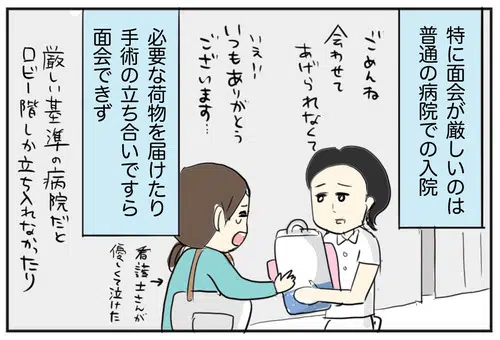 特に面会が厳しいのは
普通の病院での入院
ごめんね
会わせて
あげられなくて
いえ…
いつもありがとう
ございます…
必要な荷物を届けたり
手術の立ち合いですら
面会できず
厳しい基準の病院だと
ロビー階しか立ち入れなかったり
看護士さんが
優しくて泣けた